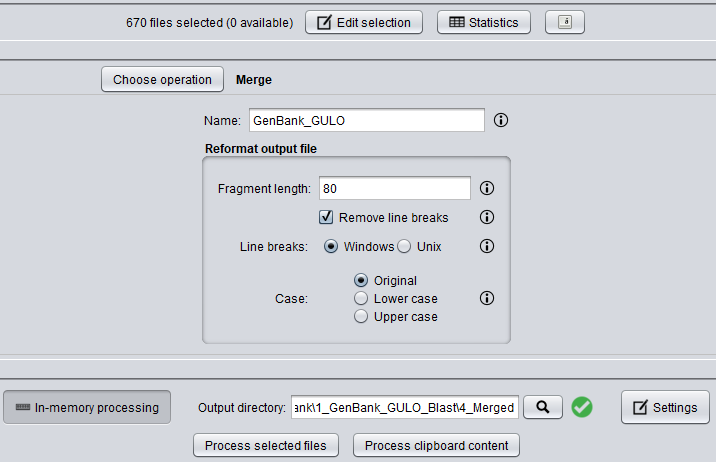 670 files selected (0 available) Edit selection Statistics
Choose operation Merge
Name: GenBank_GULO
Reformat output file
Fragment length: 80
Remove line breaks
Line breaks: Windows Unix
Original
Case: Lower case
Upper case
In-memory processing Output directory: ank\1_GenBank_GULO_Blast\4_Merged Settings
Process selected files Process clipboard content